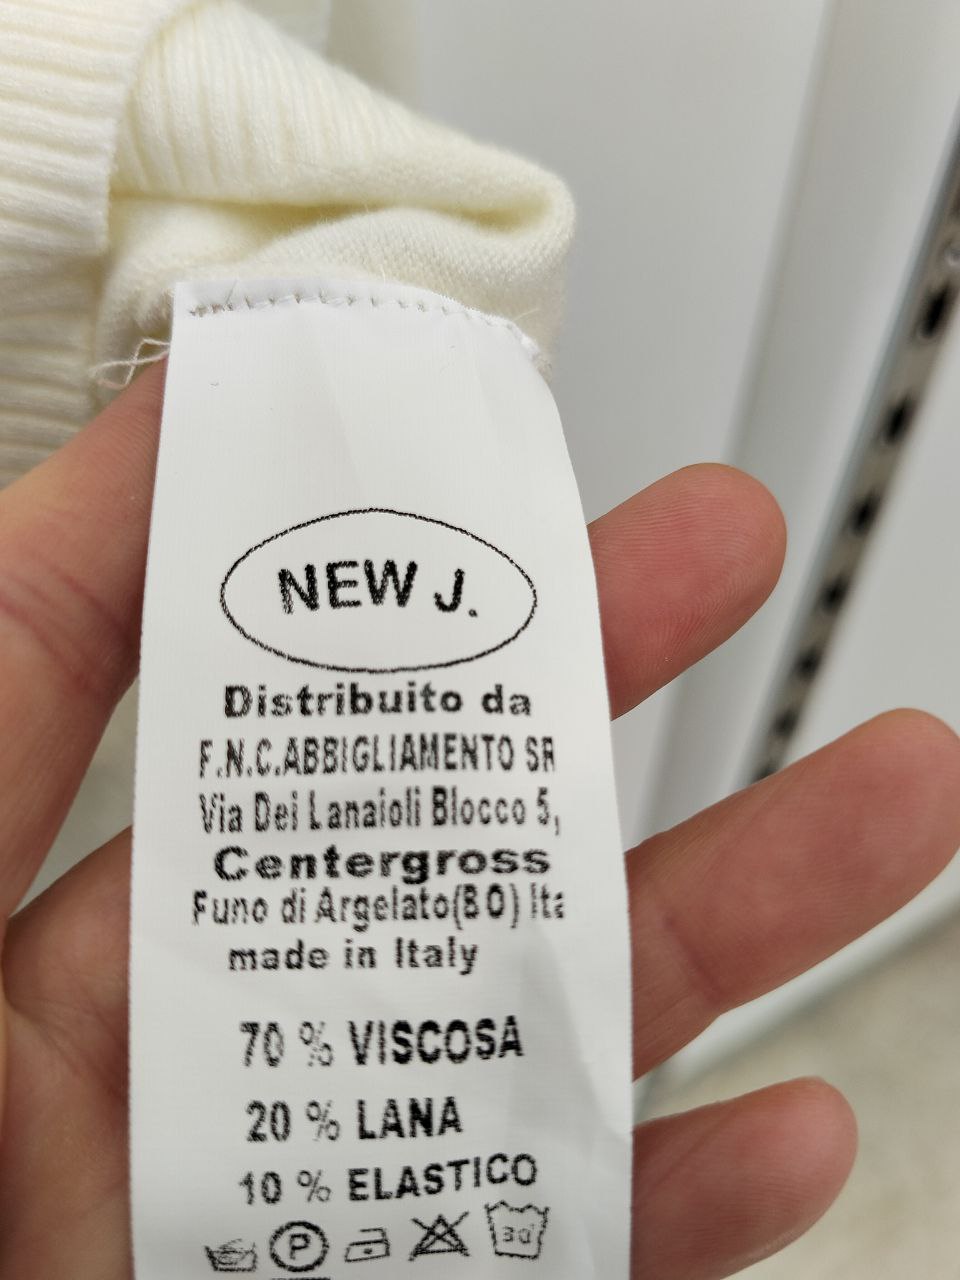 NEW J.
Distribuito da
F.N.C.ABBIGLIAMENTO SR
Via Dei Lanaioli Blocco 5,
Centergross
Funo di Argelato(BO) Ita
made in Italy
70 % VISCOSA
20 % LANA
10 % ELASTICO
P 30